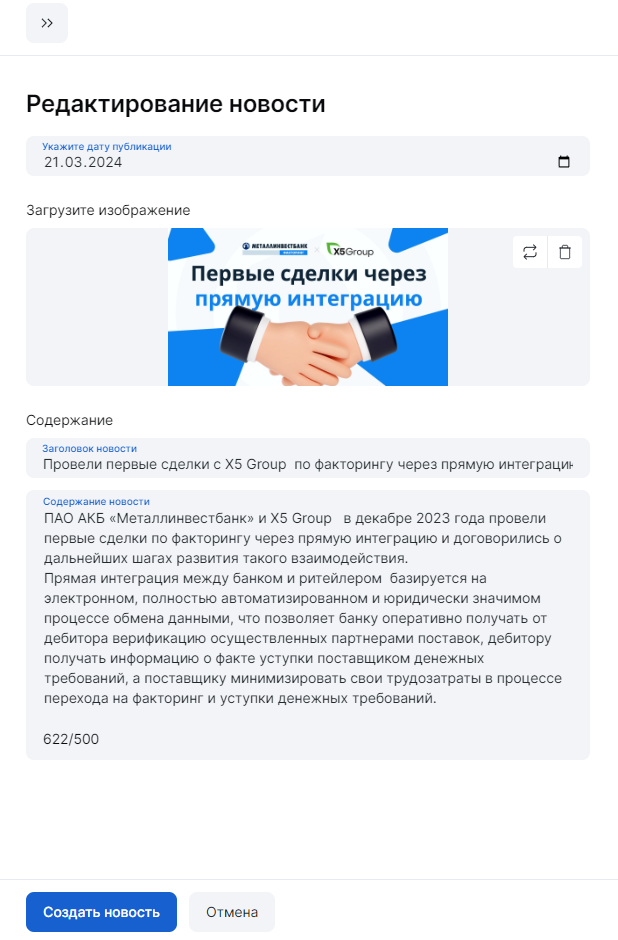 Редактирование новости
Укажите дату публикации
21.03.2024
Загрузите изображение
МЕТАЛЛИНВЕСТБАНК
X5Group
Первые сделки через
прямую интеграцию
Содержание
Заголовок новости
Провели первые сделки с X5 Group по факторингу через прямую интеграци
Содержание новости
ПАО АКБ «Металлинвестбанк» и X5 Group в декабре 2023 года провели
первые сделки по факторингу через прямую интеграцию и договорились о
дальнейших шагах развития такого взаимодействия.
Прямая интеграция между банком и ритейлером базируется на
электронном, полностью автоматизированном и юридически значимом
процессе обмена данными, что позволяет банку оперативно получать от
дебитора верификацию осуществленных партнерами поставок, дебитору
получать информацию о факте уступки поставщиком денежных
требований, а поставщику минимизировать свои трудозатраты в процессе
перехода на факторинг и уступки денежных требований.
622/500
Создать новость
Отмена